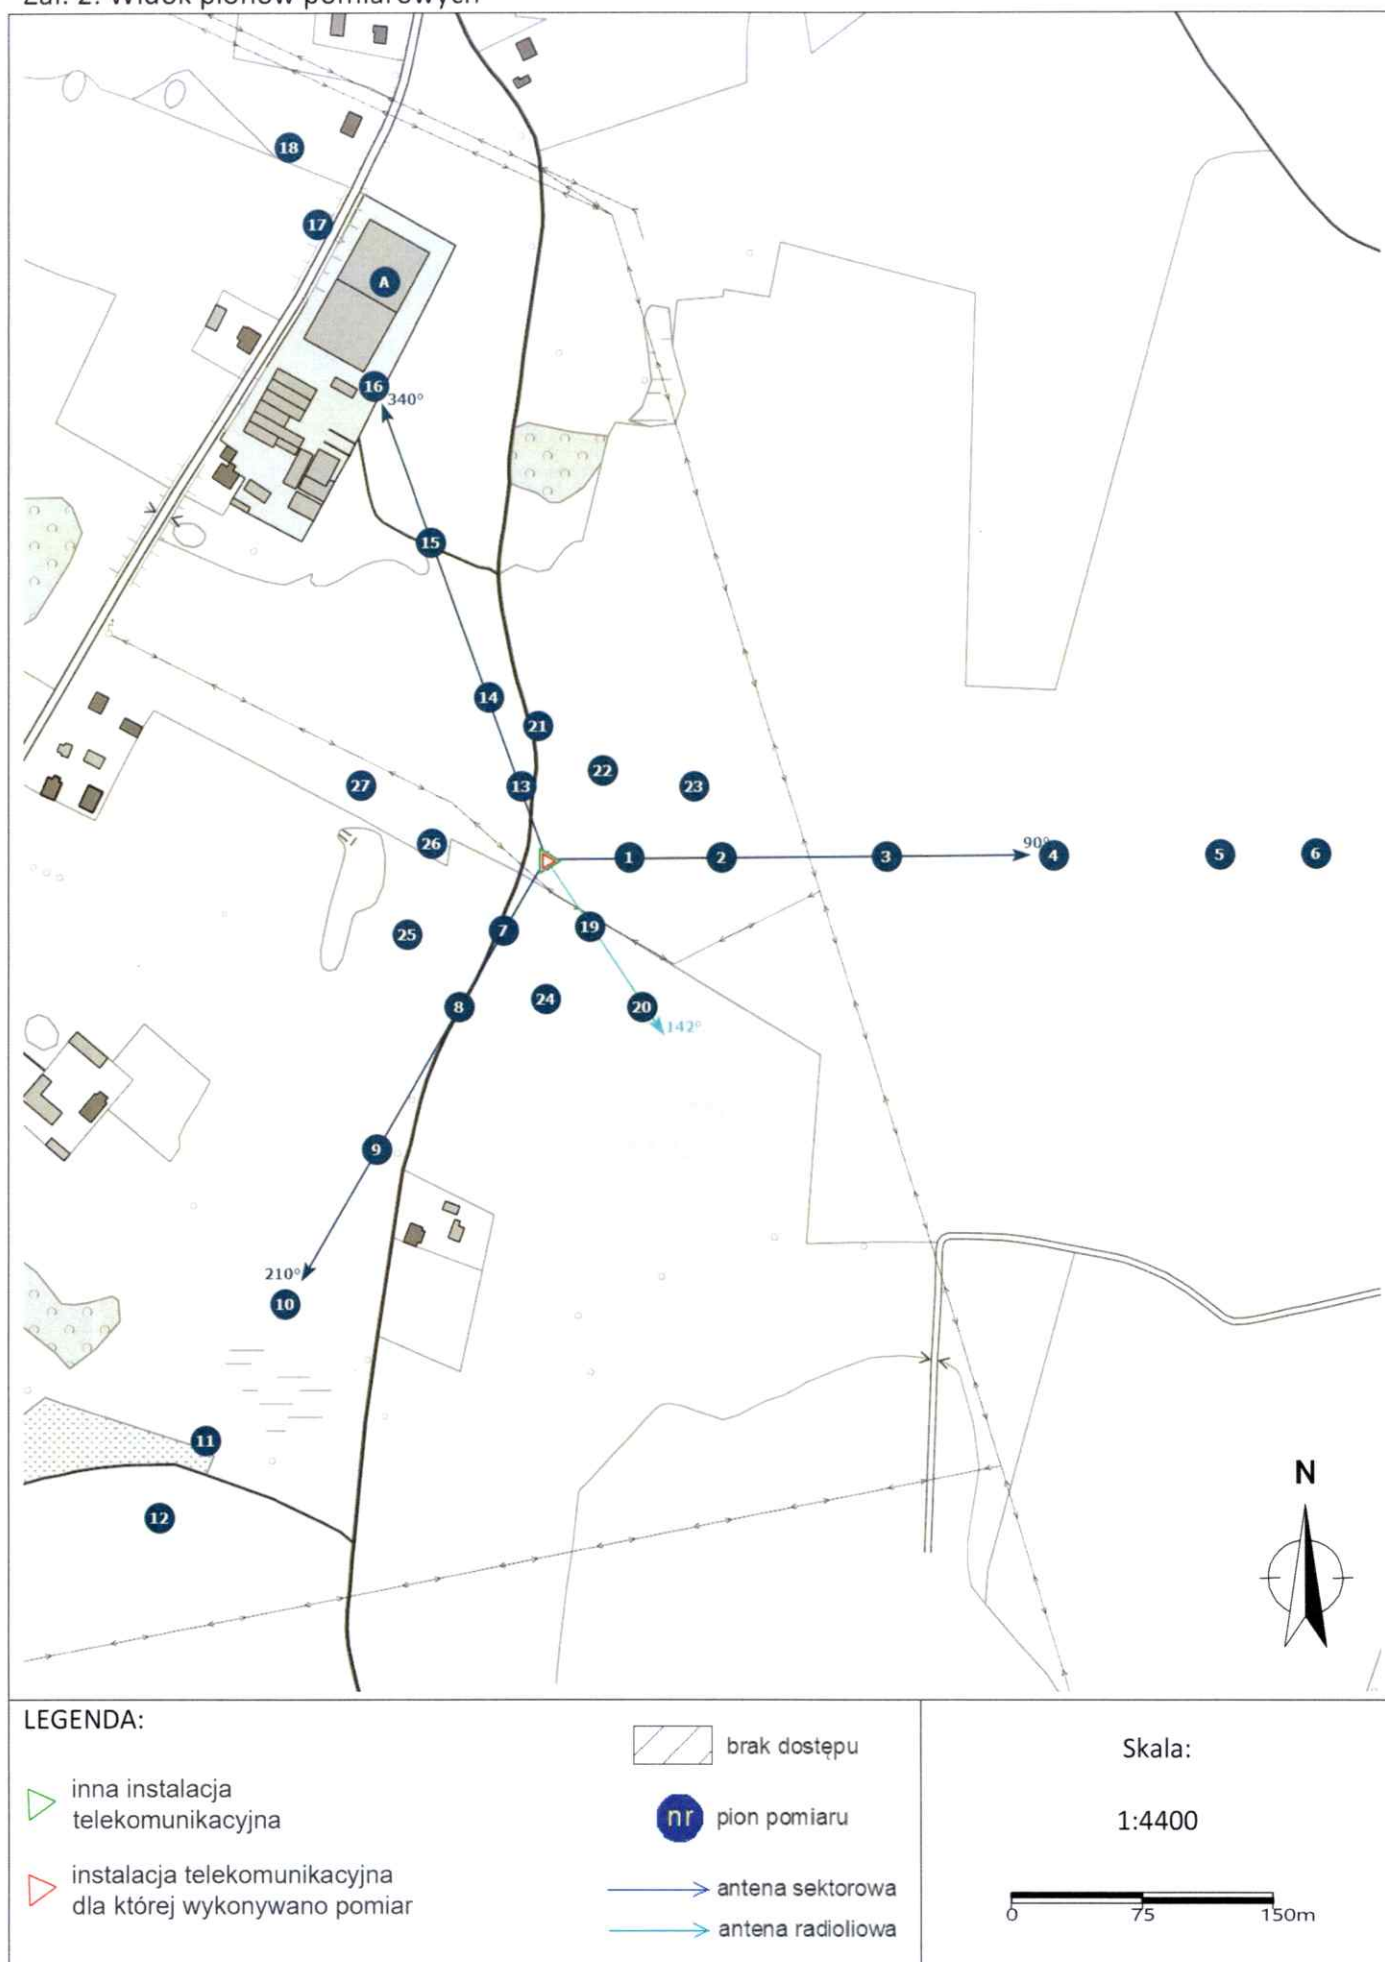 Zał. 2. Widok pionów pomiarowych
18
17
A
16
340°
15
14
21
22
27
13
23
26
1
2
3
90°
4
5
6
25
7
19
8
24
20
142°
9
210°
10
11
N
12
LEGENDA:
inna instalacja
telekomunikacyjna
instalacja telekomunikacyjna
dla której wykonywano pomiar
brak dostępu
nr pion pomiaru
antena sektorowa
antena radioliowa
Skala:
1:4400
0 75 150m